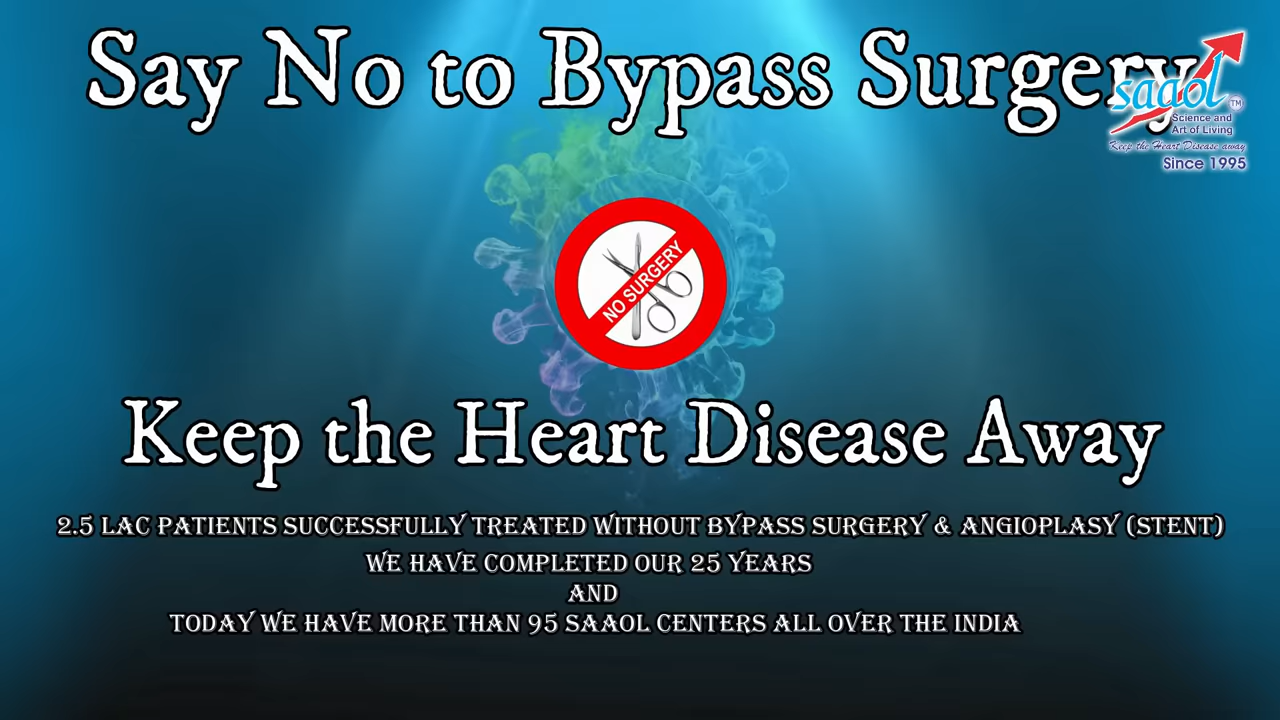 Say No to Bypass Surgery
saaol TM
Science and
Art of Living
Keep the Heart Disease away
Since 1995
NO SURGERY
Keep the Heart Disease Away
2.5 LAC PATIENTS SUCCESSFULLY TREATED WITHOUT BYPASS SURGERY & ANGIOPLASY (STENT)
WE HAVE COMPLETED OUR 25 YEARS
AND
TODAY WE HAVE MORE THAN 95 SAAOL CENTERS ALL OVER THE INDIA